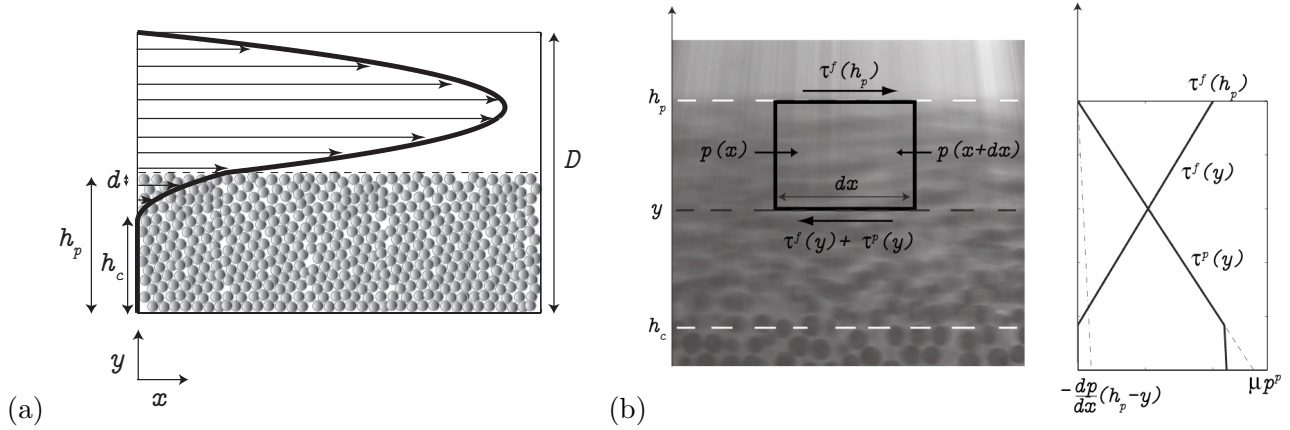 D
d
h_p
h_c
y
x
(a)
τ^f(h_p)
h_p
p(x)
p(x+dx)
dx
y
τ^f(y) + τ^p(y)
h_c
(b)
τ^f(h_p)
τ^f(y)
τ^p(y)
-dp/dx(h_p-y)
μp^p